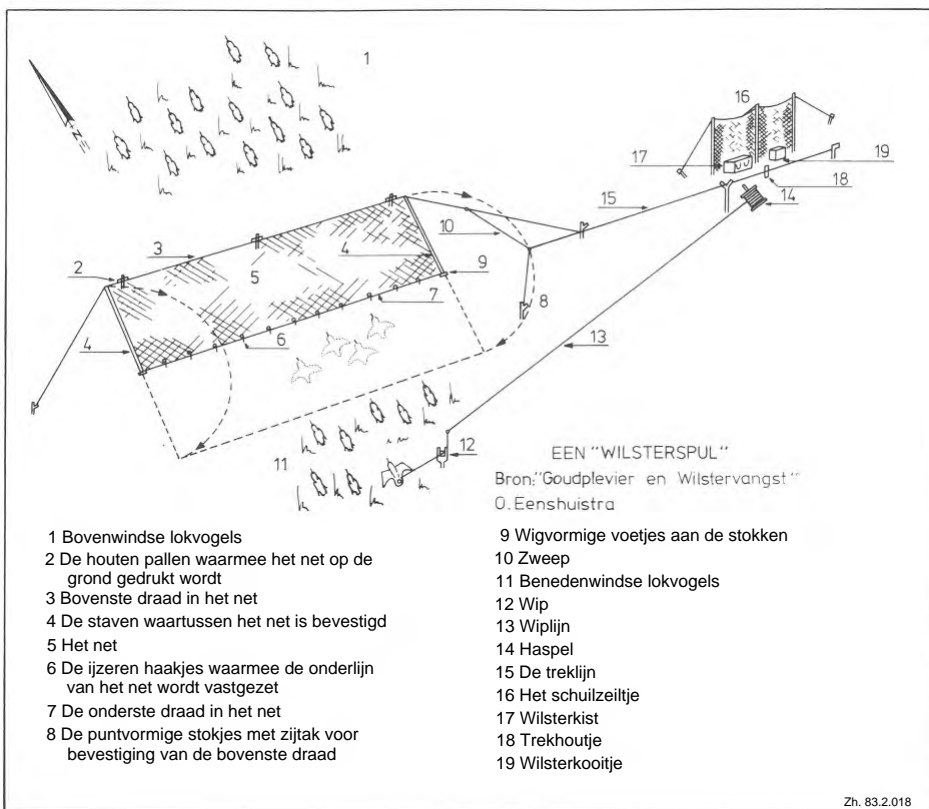 1
16
17
19
18
14
15
10
3
4
2
5
9
7
8
4
6
13
11
12
N
EEN "WILSTERSPUL"
Bron:"Goudplevier en Wilstervangst"
O.Eenshuistra
1 Bovenwindse lokvogels
2 De houten pallen waarmee het net op de
grond gedrukt wordt
3 Bovenste draad in het net
4 De staven waartussen het net is bevestigd
5 Het net
6 De ijzeren haakjes waarmee de onderlijn
van het net wordt vastgezet
7 De onderste draad in het net
8 De puntvormige stokjes met zijtak voor
bevestiging van de bovenste draad
9 Wigvormige voetjes aan de stokken
10 Zweep
11 Benedenwindse lokvogels
12 Wip
13 Wiplijn
14 Haspel
15 De treklijn
16 Het schuilzeiltje
17 Wilsterkist
18 Trekhoutje
19 Wilsterkooitje
Zh. 83.2.018